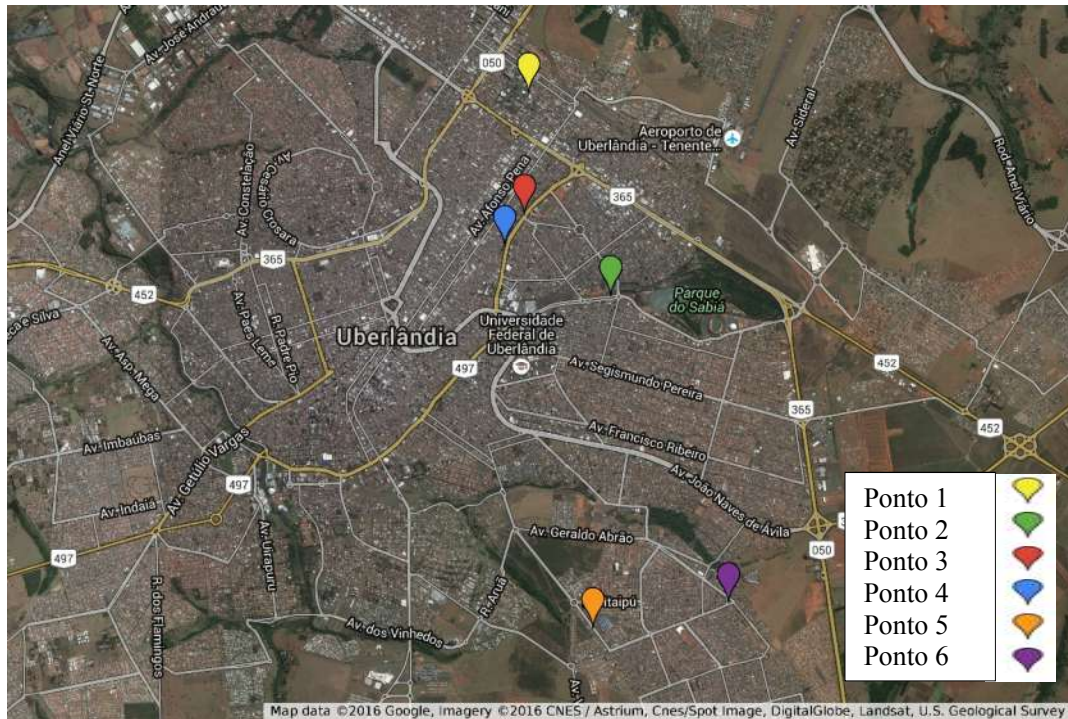 Av. José Andrau
050
Anel Viário St-Norte
Av. Constelação
Av. Cesário Crosara
Av. Afonso Pena
Aeroporto de
Uberlândia - Tenente...
Av. Sideral
Rod. Anel Viário
365
365
452
Av. Paes Leme
R. Padre Pio
Parque
do Sabiá
Uberlândia
Universidade
Federal de
Uberlândia
ca e Silva
Av. Asp. Mega
497
Av. Segismundo Pereira
452
365
452
Av. Francisco Ribeiro
Av. Imbaúbas
Av. Getúlio Vargas
Av. João Naves de Ávila
497
Av. Indaiá
Av. Uirapuru
Av. Geraldo Abrão
050
497
R. dos Flamingos
R. Aruã
Itaipú
Av. dos Vinhedos
Ponto 1
Ponto 2
Ponto 3
Ponto 4
Ponto 5
Ponto 6
Map data ©2016 Google, Imagery ©2016 CNES / Astrium, Cnes/Spot Image, DigitalGlobe, Landsat, U.S. Geological Survey